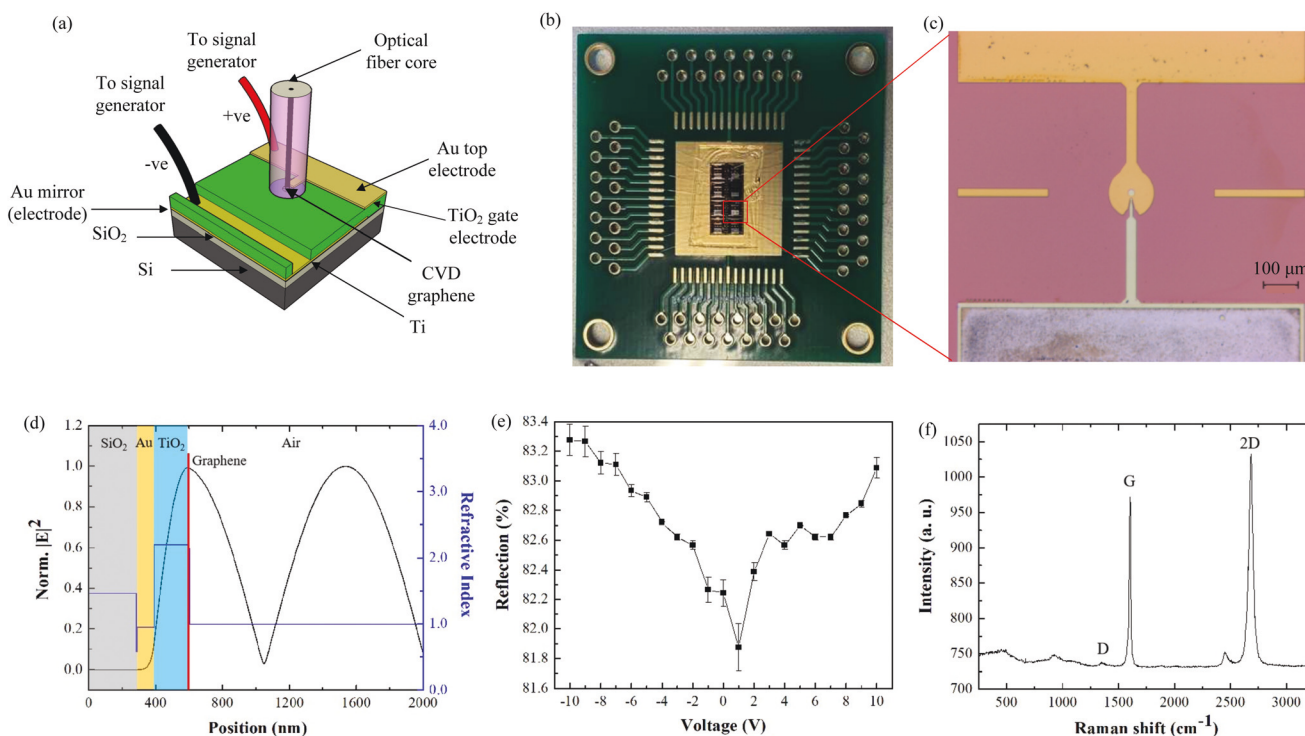 (a)
To signal
generator
Optical
fiber core
To signal
generator
+ve
-ve
Au top
electrode
Au mirror
(electrode)
TiO2 gate
electrode
SiO2
Si
CVD
graphene
Ti
(b)
(c)
100 μm
(d)
1.2
1.0
0.8
0.6
0.4
0.2
0.0
Norm. |E|²
SiO2
Au
TiO2
Air
Graphene
4.0
3.0
2.0
1.0
0.0
Refractive Index
0
400
800
1200
1600
2000
Position (nm)
(e)
83.4
83.2
83.0
82.8
82.6
82.4
82.2
82.0
81.8
81.6
Reflection (%)
-10 -8 -6 -4 -2 0 2 4 6 8 10
Voltage (V)
(f)
1050
1000
950
900
850
800
750
700
Intensity (a. u.)
G
2D
D
500 1000 1500 2000 2500 3000
Raman shift (cm⁻¹)